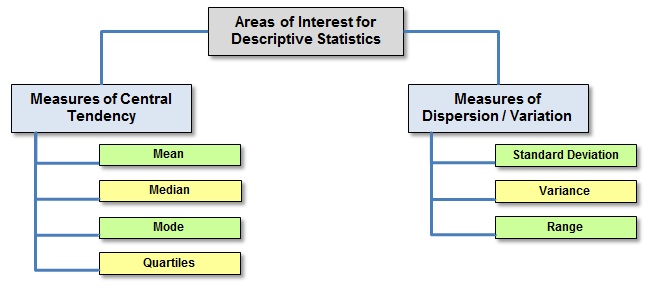 Areas of Interest for
Descriptive Statistics
Measures of Central
Tendency
Mean
Median
Mode
Quartiles
Measures of
Dispersion / Variation
Standard Deviation
Variance
Range